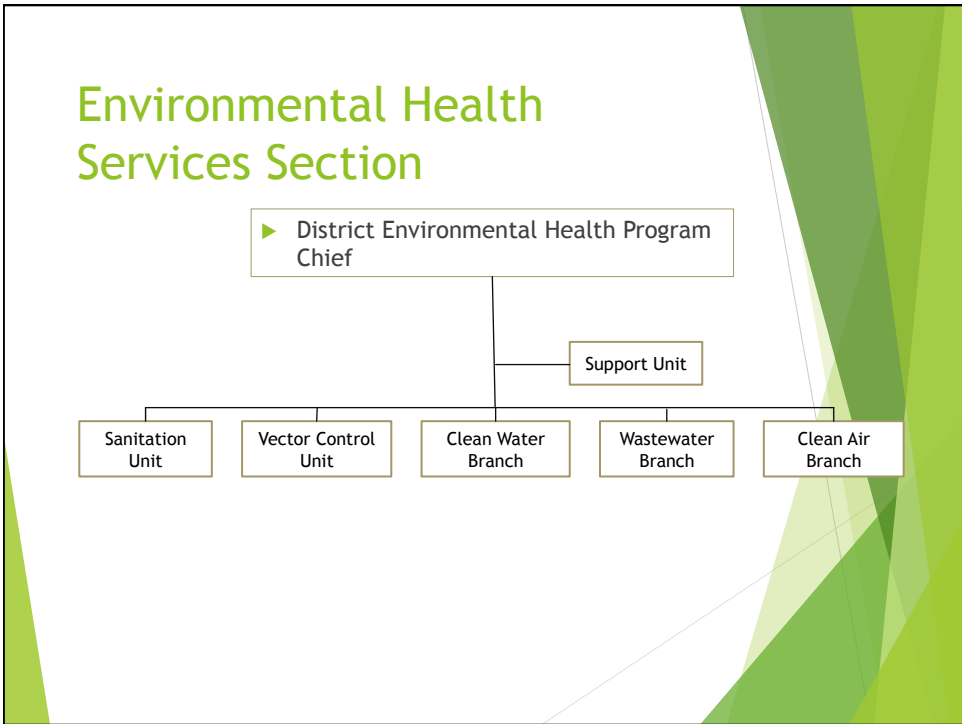 Environmental Health
Services Section
District Environmental Health Program
Chief
Support Unit
Sanitation
Unit
Vector Control
Unit
Clean Water
Branch
Wastewater
Branch
Clean Air
Branch